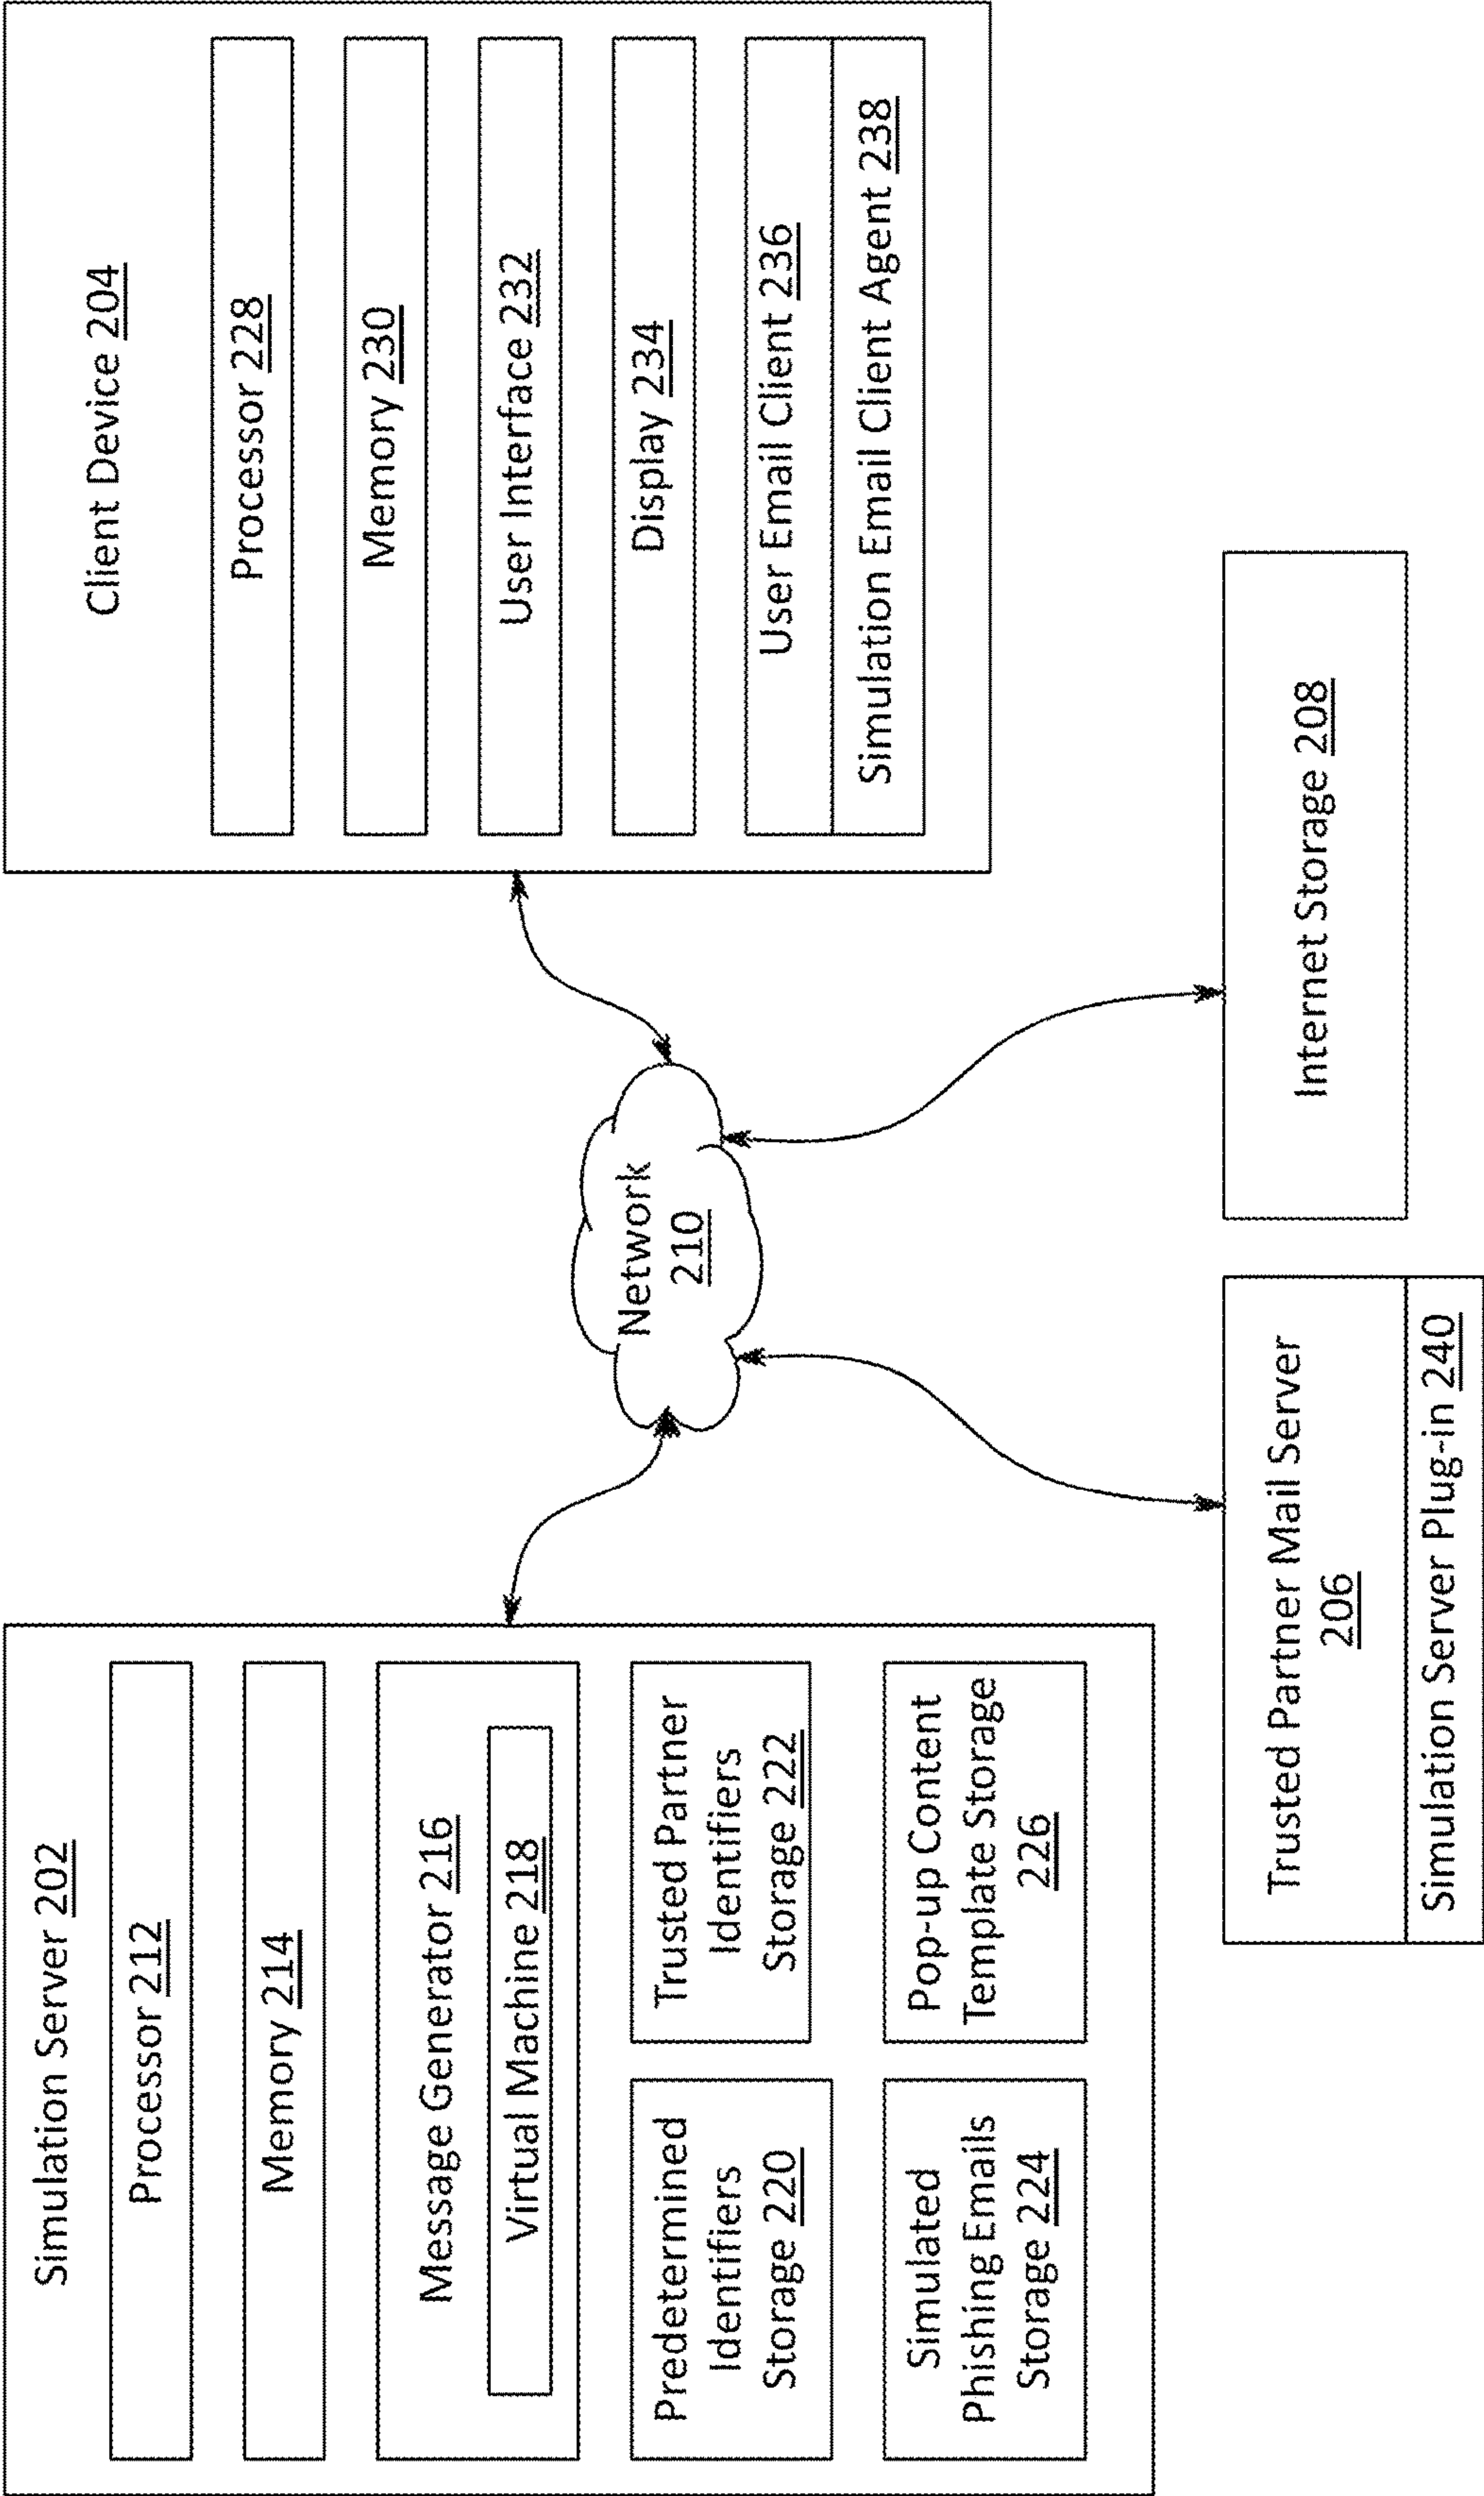 Simulation Server 202
Processor 212
Memory 214
Message Generator 216
Virtual Machine 218
Predetermined
Identifiers
Storage 220
Trusted Partner
Identifiers
Storage 222
Simulated
Phishing Emails
Storage 224
Pop-up Content
Template Storage
226
Network
210
Client Device 204
Processor 228
Memory 230
User Interface 232
Display 234
User Email Client 236
Simulation Email Client Agent 238
Trusted Partner Mail Server
206
Simulation Server Plug-in 240
Internet Storage 208